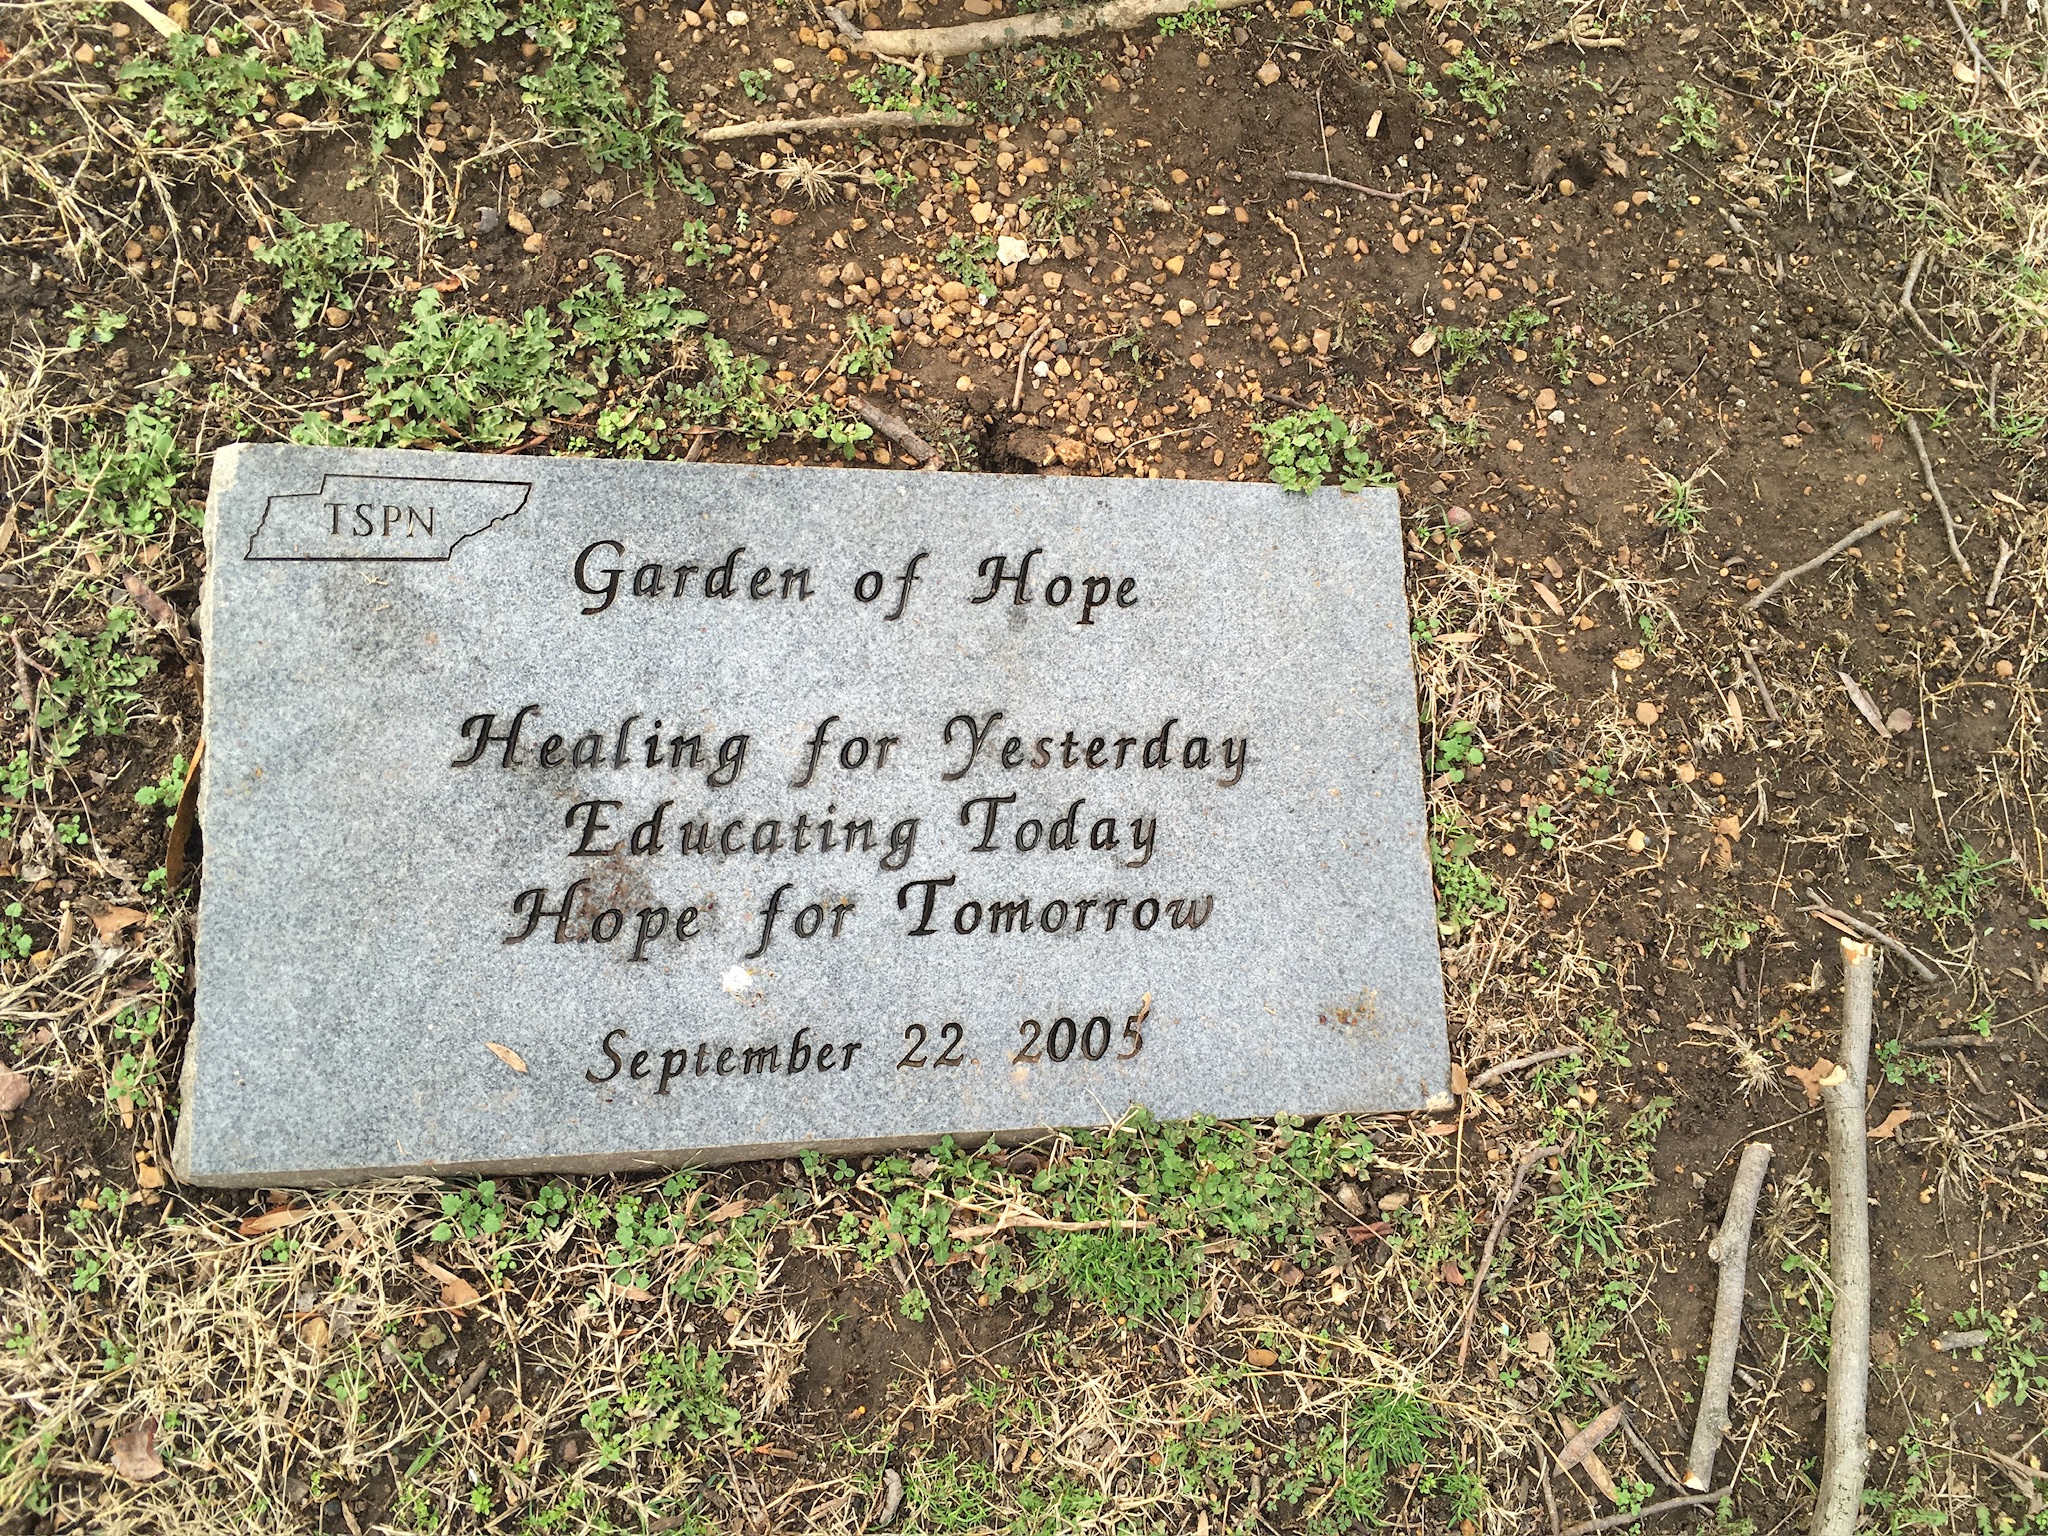 TSPN
Garden of Hope
Healing for Yesterday
Educating Today
Hope for Tomorrow
September 22, 2005